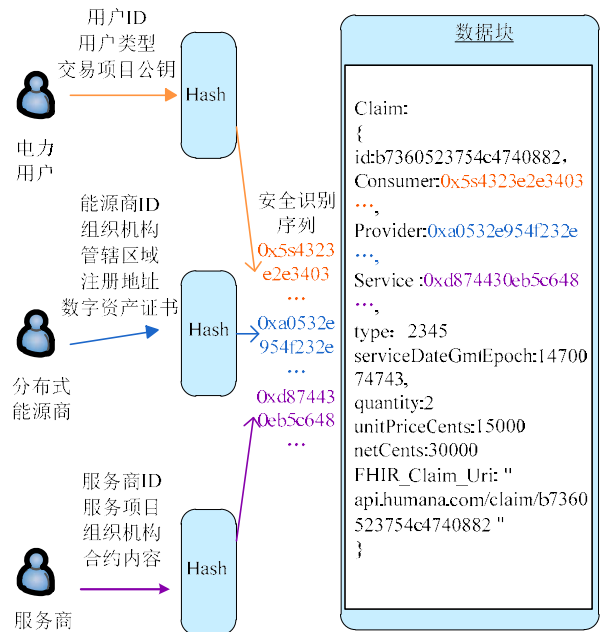 用户ID
用户类型
交易项目公钥
Hash
电力
用户
能源商ID
组织机构
管辖区域
注册地址
数字资产证书
Hash
分布式
能源商
服务商ID
服务项目
组织机构
合约内容
Hash
服务商
安全识别
序列
0x5s4323
e2e3403
...
0xa0532e
954f232e
...
0xd87443
0eb5c648
...
数据块
Claim:
{
id:b7360523754c4740882,
Consumer:0x5s4323e2e3403
...,
Provider:0xa0532e954f232e
...,
Service :0xd874430eb5c648
...,
type: 2345
serviceDateGmtEpoch:14700
74743,
quantity:2
unitPriceCents:15000
netCents:30000
FHIR_Claim_Uri: "
api.humana.com/claim/b7360
523754c4740882 "
}